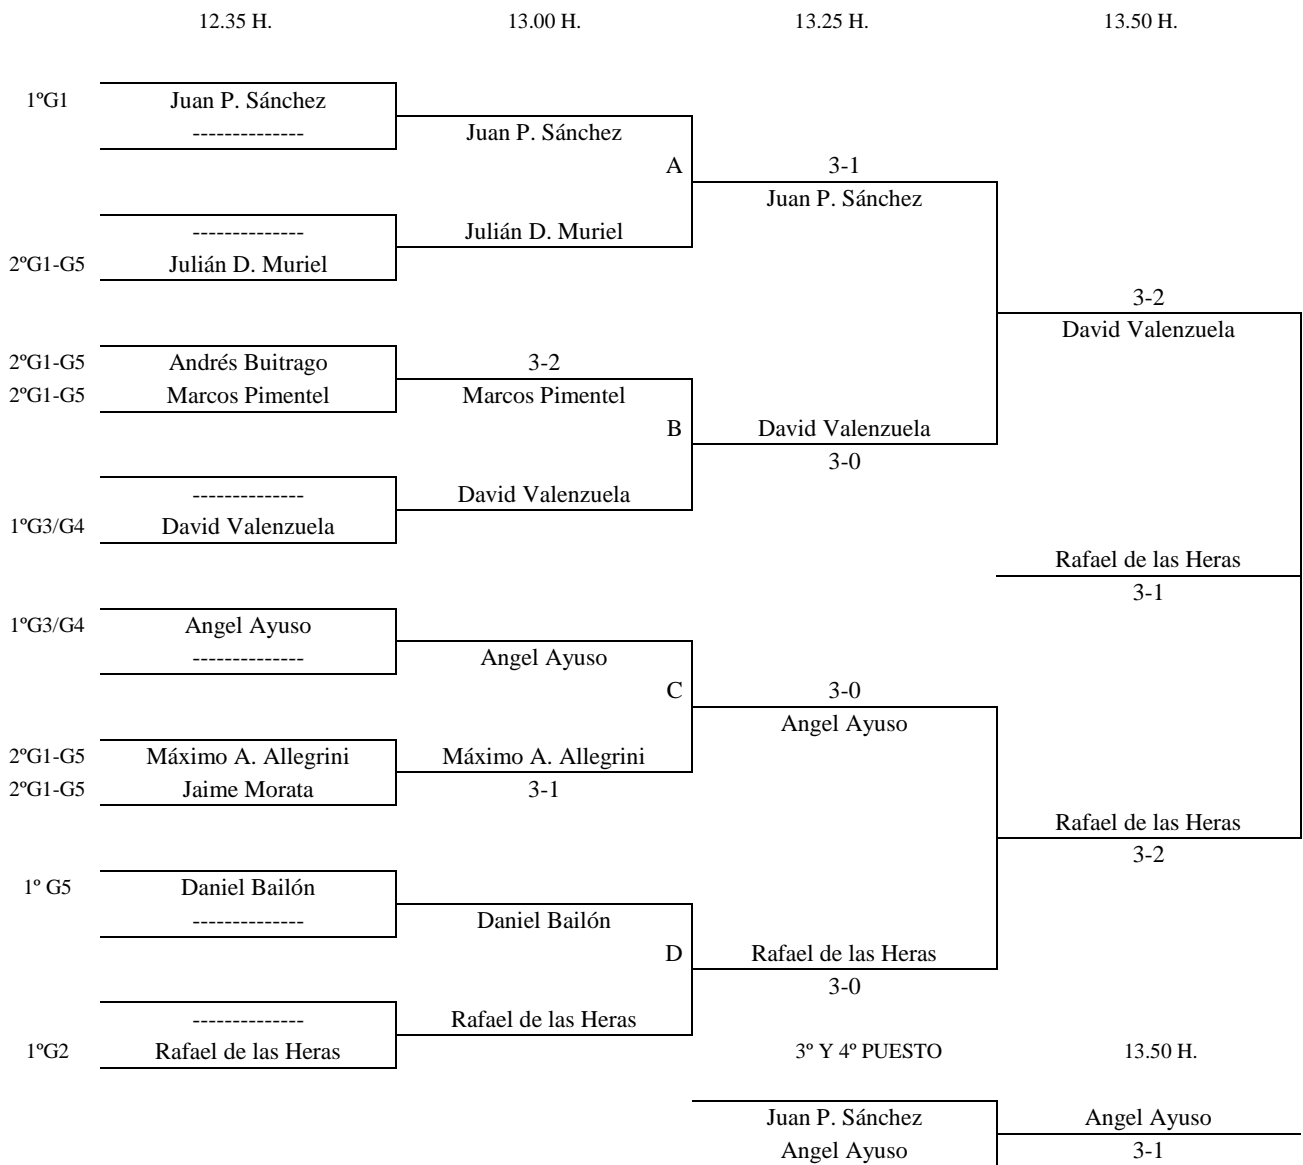 12.35 H. 13.00 H. 13.25 H. 13.50 H.
1ºG1 Juan P. Sánchez
-------------- Juan P. Sánchez
A 3-1
Juan P. Sánchez
-------------- Julián D. Muriel
2ºG1-G5 Julián D. Muriel
3-2
David Valenzuela
2ºG1-G5 Andrés Buitrago 3-2
2ºG1-G5 Marcos Pimentel Marcos Pimentel
B David Valenzuela
3-0
-------------- David Valenzuela
1ºG3/G4 David Valenzuela
Rafael de las Heras
3-1
1ºG3/G4 Angel Ayuso
-------------- Angel Ayuso
C 3-0
Angel Ayuso
2ºG1-G5 Máximo A. Allegrini Máximo A. Allegrini
2ºG1-G5 Jaime Morata 3-1
Rafael de las Heras
3-2
1º G5 Daniel Bailón
-------------- Daniel Bailón
D Rafael de las Heras
3-0
-------------- Rafael de las Heras
1ºG2 Rafael de las Heras 3º Y 4º PUESTO 13.50 H.
Juan P. Sánchez Angel Ayuso
Angel Ayuso 3-1